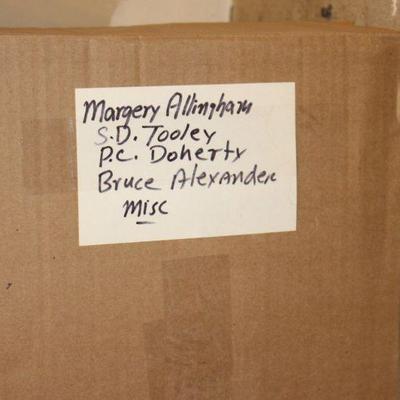 Margery Allingham
S.D. Tooley
P.C. Doherty
Bruce Alexander
Misc